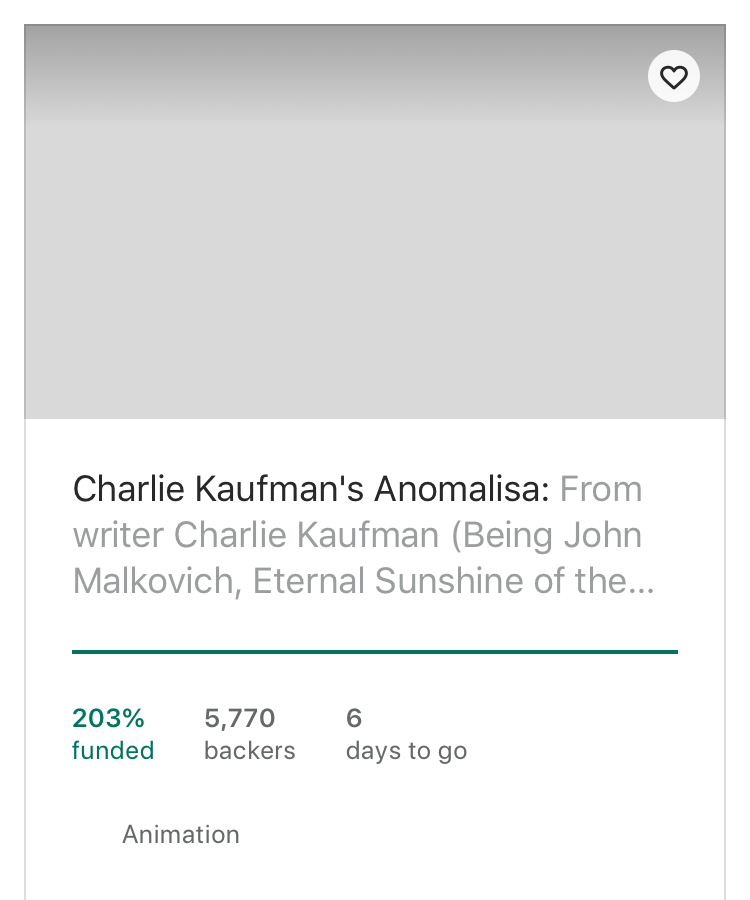 Charlie Kaufman's Anomalisa: From
writer Charlie Kaufman (Being John
Malkovich, Eternal Sunshine of the...
203%
funded
5,770
backers
6
days to go
Animation